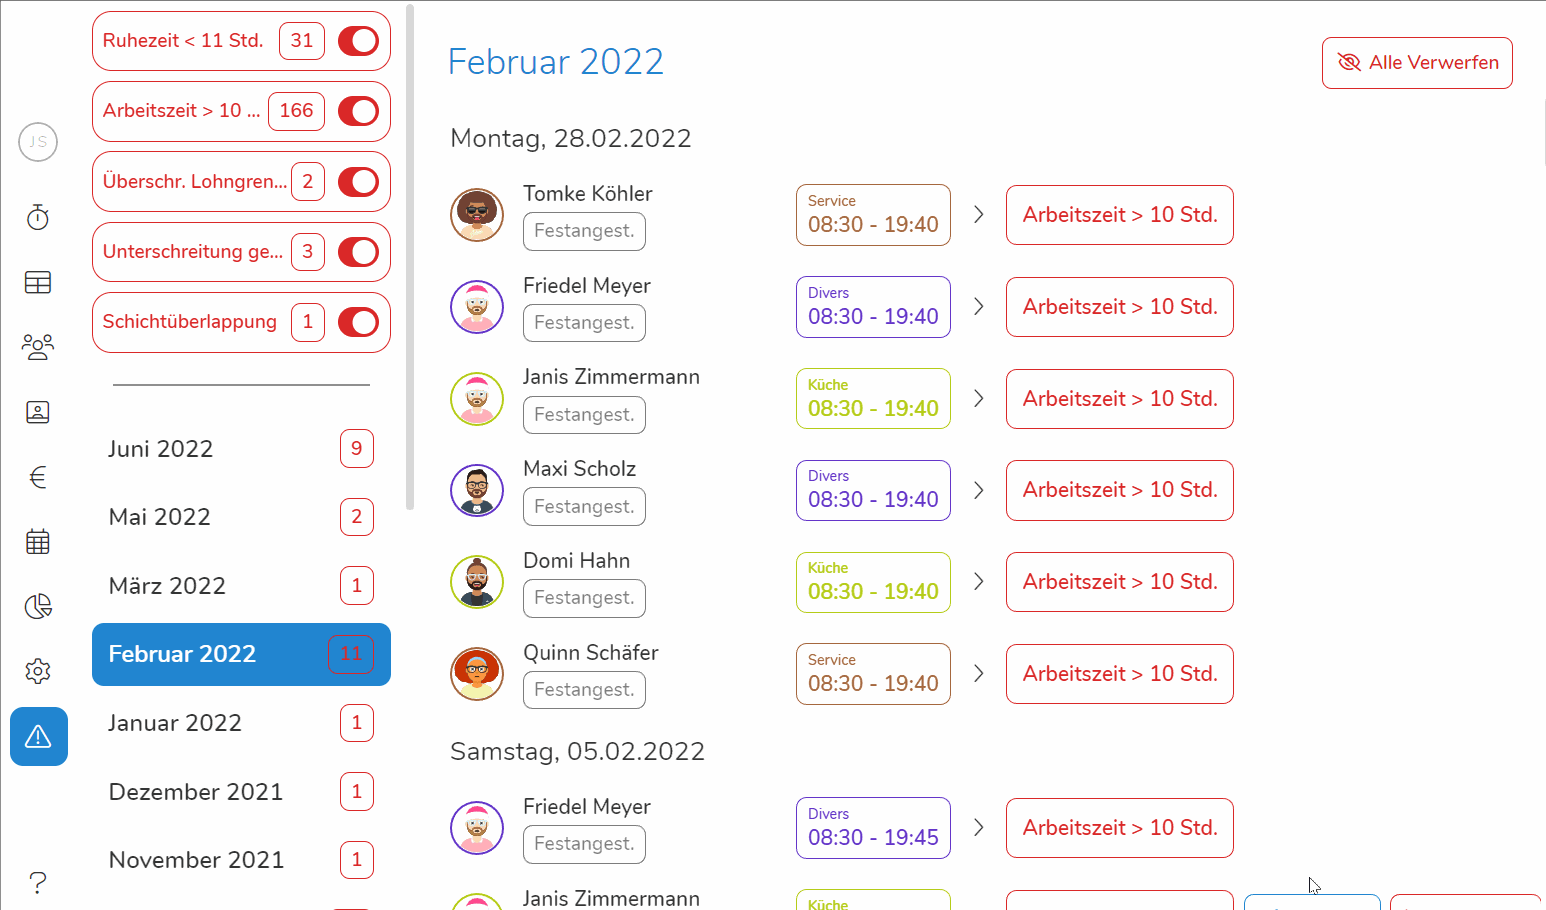 Ruhezeit < 11 Std. 31
Arbeitszeit > 10 ... 166
Überschr. Lohngren... 2
Unterschreitung ge... 3
Schichtüberlappung 1
Juni 2022 9
Mai 2022 2
März 2022 1
Februar 2022 11
Januar 2022 1
Dezember 2021 1
November 2021 1
JS
€
?
Februar 2022
Alle Verwerfen
Montag, 28.02.2022
Tomke Köhler
Festangest.
Service
08:30 - 19:40
Arbeitszeit > 10 Std.
Friedel Meyer
Festangest.
Divers
08:30 - 19:40
Arbeitszeit > 10 Std.
Janis Zimmermann
Festangest.
Küche
08:30 - 19:40
Arbeitszeit > 10 Std.
Maxi Scholz
Festangest.
Divers
08:30 - 19:40
Arbeitszeit > 10 Std.
Domi Hahn
Festangest.
Küche
08:30 - 19:40
Arbeitszeit > 10 Std.
Quinn Schäfer
Festangest.
Service
08:30 - 19:40
Arbeitszeit > 10 Std.
Samstag, 05.02.2022
Friedel Meyer
Festangest.
Divers
08:30 - 19:45
Arbeitszeit > 10 Std.
Janis Zimmermann
Küche